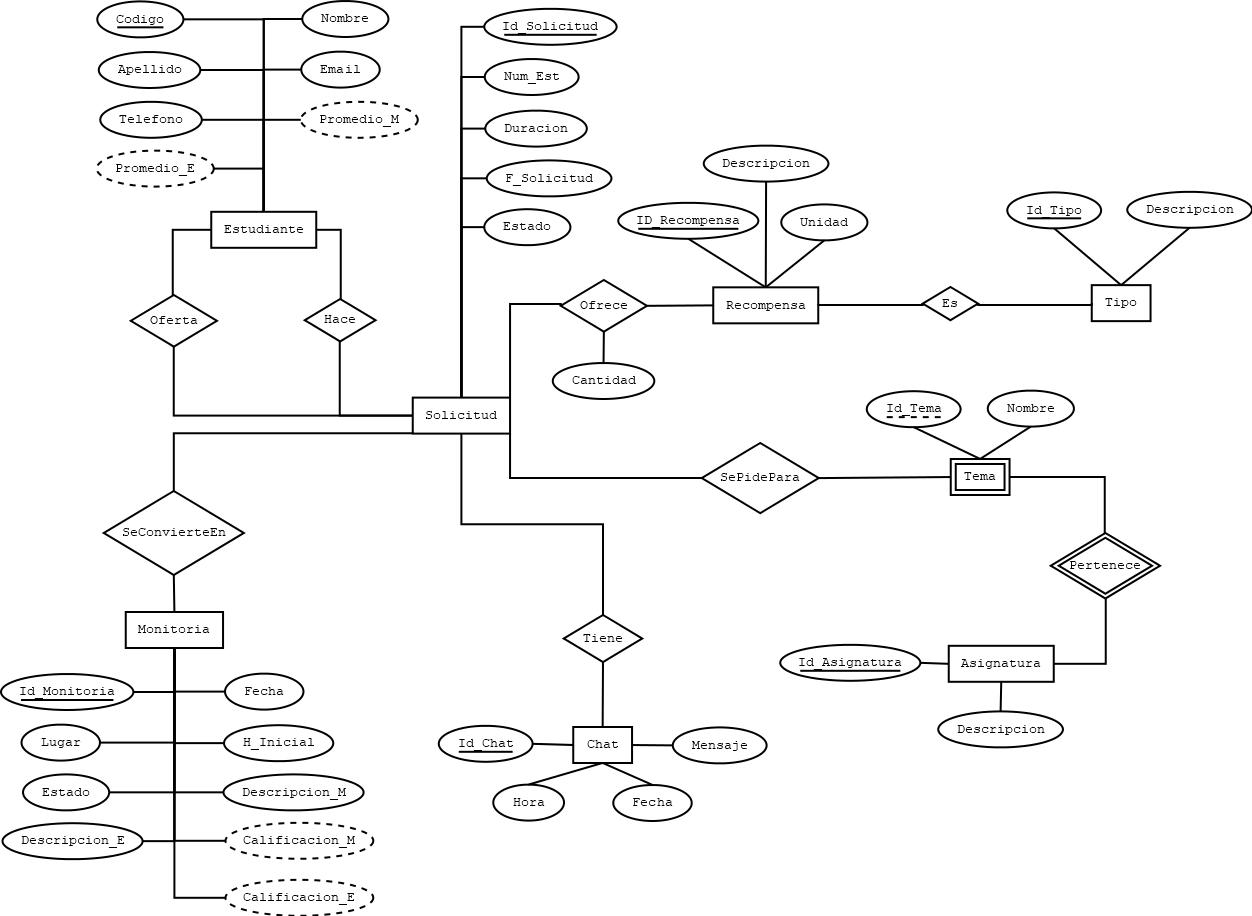 Codigo
Nombre
Apellido
Email
Telefono
Promedio_M
Promedio_E
Estudiante
Oferta
Hace
Id_Solicitud
Num_Est
Duracion
F_Solicitud
Estado
Solicitud
Descripcion
ID_Recompensa
Unidad
Ofrece
Recompensa
Cantidad
Es
Id_Tipo
Descripcion
Tipo
Id_Tema
Nombre
SePidePara
Tema
Pertenece
Id_Asignatura
Asignatura
Descripcion
SeConvierteEn
Monitoria
Id_Monitoria
Fecha
Lugar
H_Inicial
Estado
Descripcion_M
Descripcion_E
Calificacion_M
Calificacion_E
Tiene
Id_Chat
Chat
Mensaje
Hora
Fecha